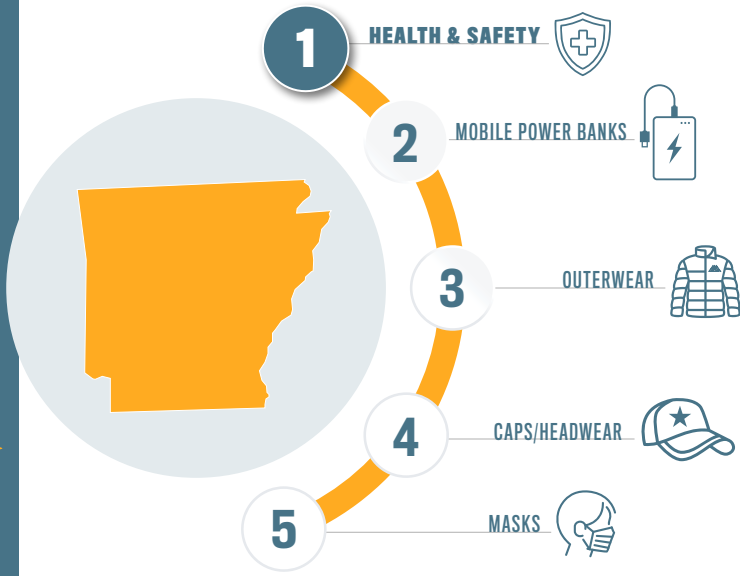 1 HEALTH & SAFETY
2 MOBILE POWER BANKS
3 OUTERWEAR
4 CAPS/HEADWEAR
5 MASKS